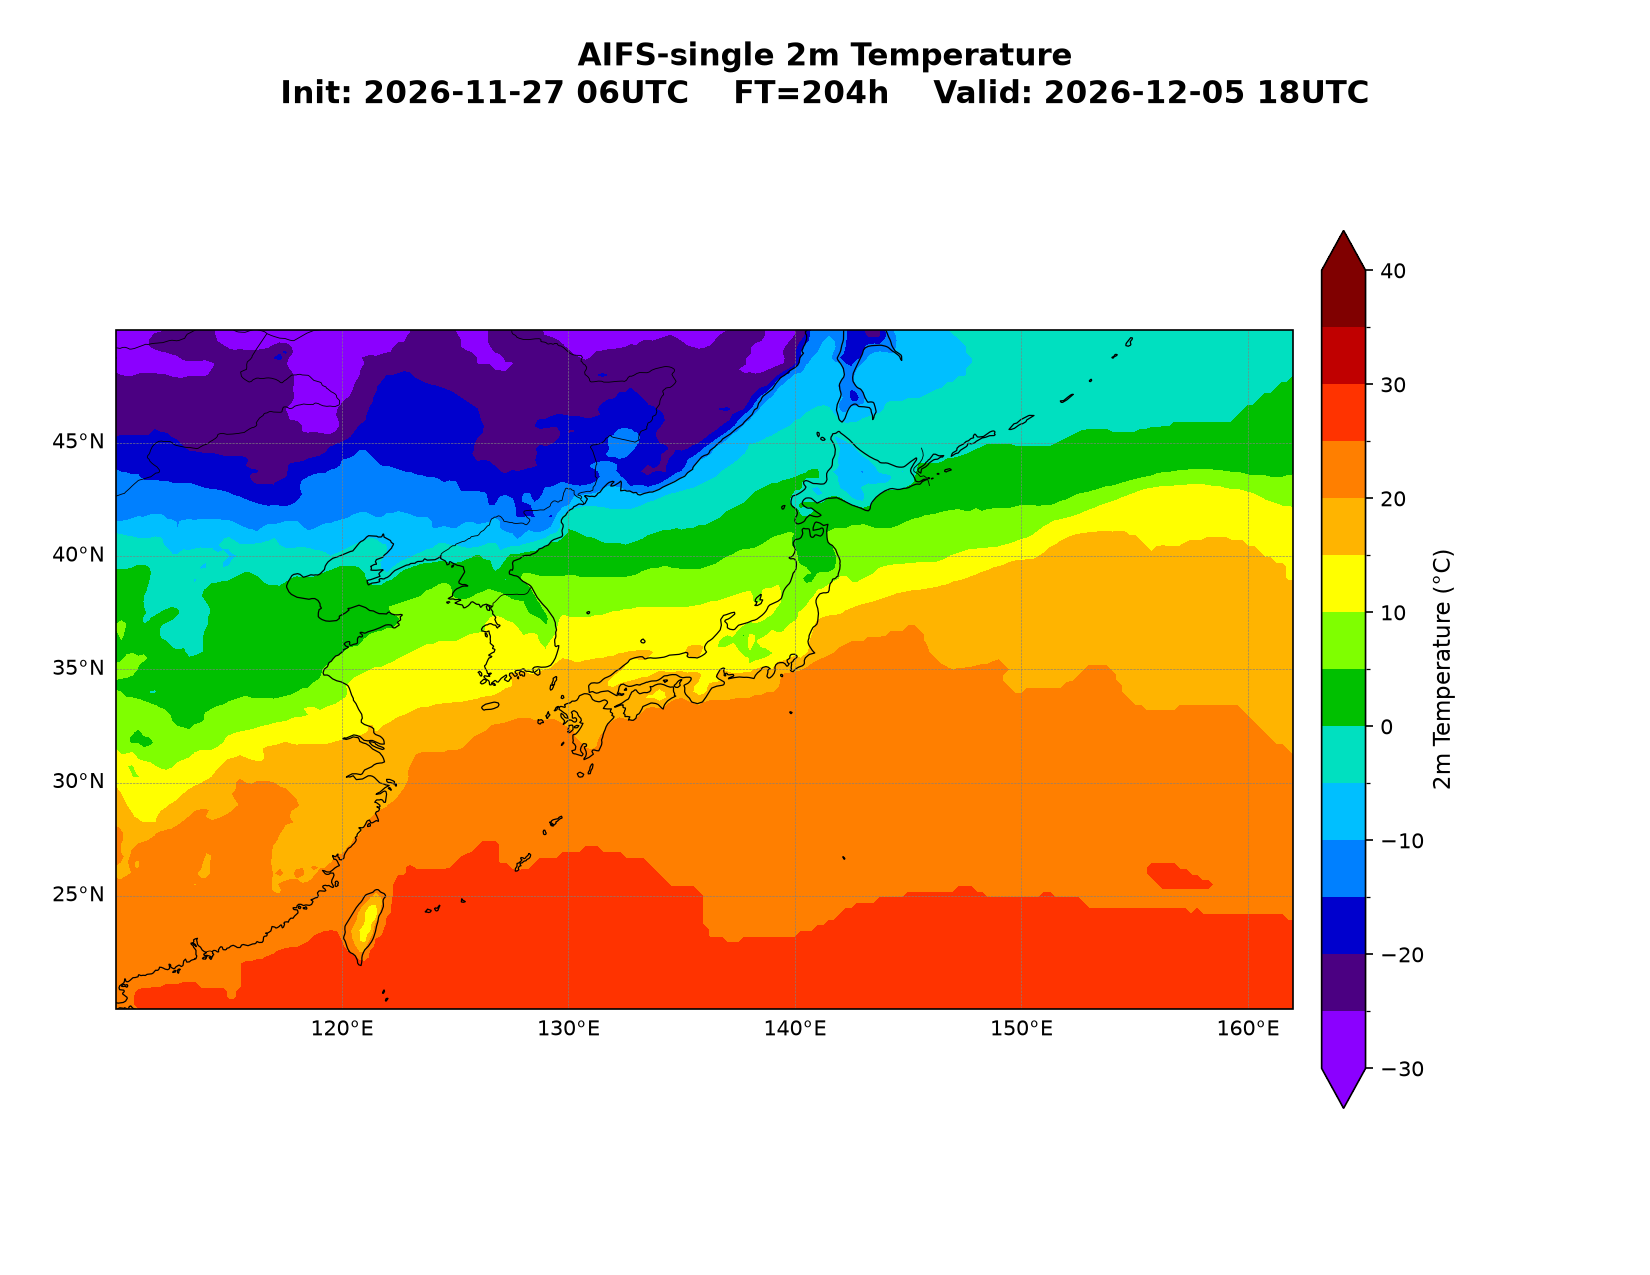 AIFS-single 2m Temperature
Init: 2026-11-27 06UTC    FT=204h    Valid: 2026-12-05 18UTC
45°N
40°N
35°N
30°N
25°N
120°E
130°E
140°E
150°E
160°E
40
30
20
10
0
−10
−20
−30
2m Temperature (°C)